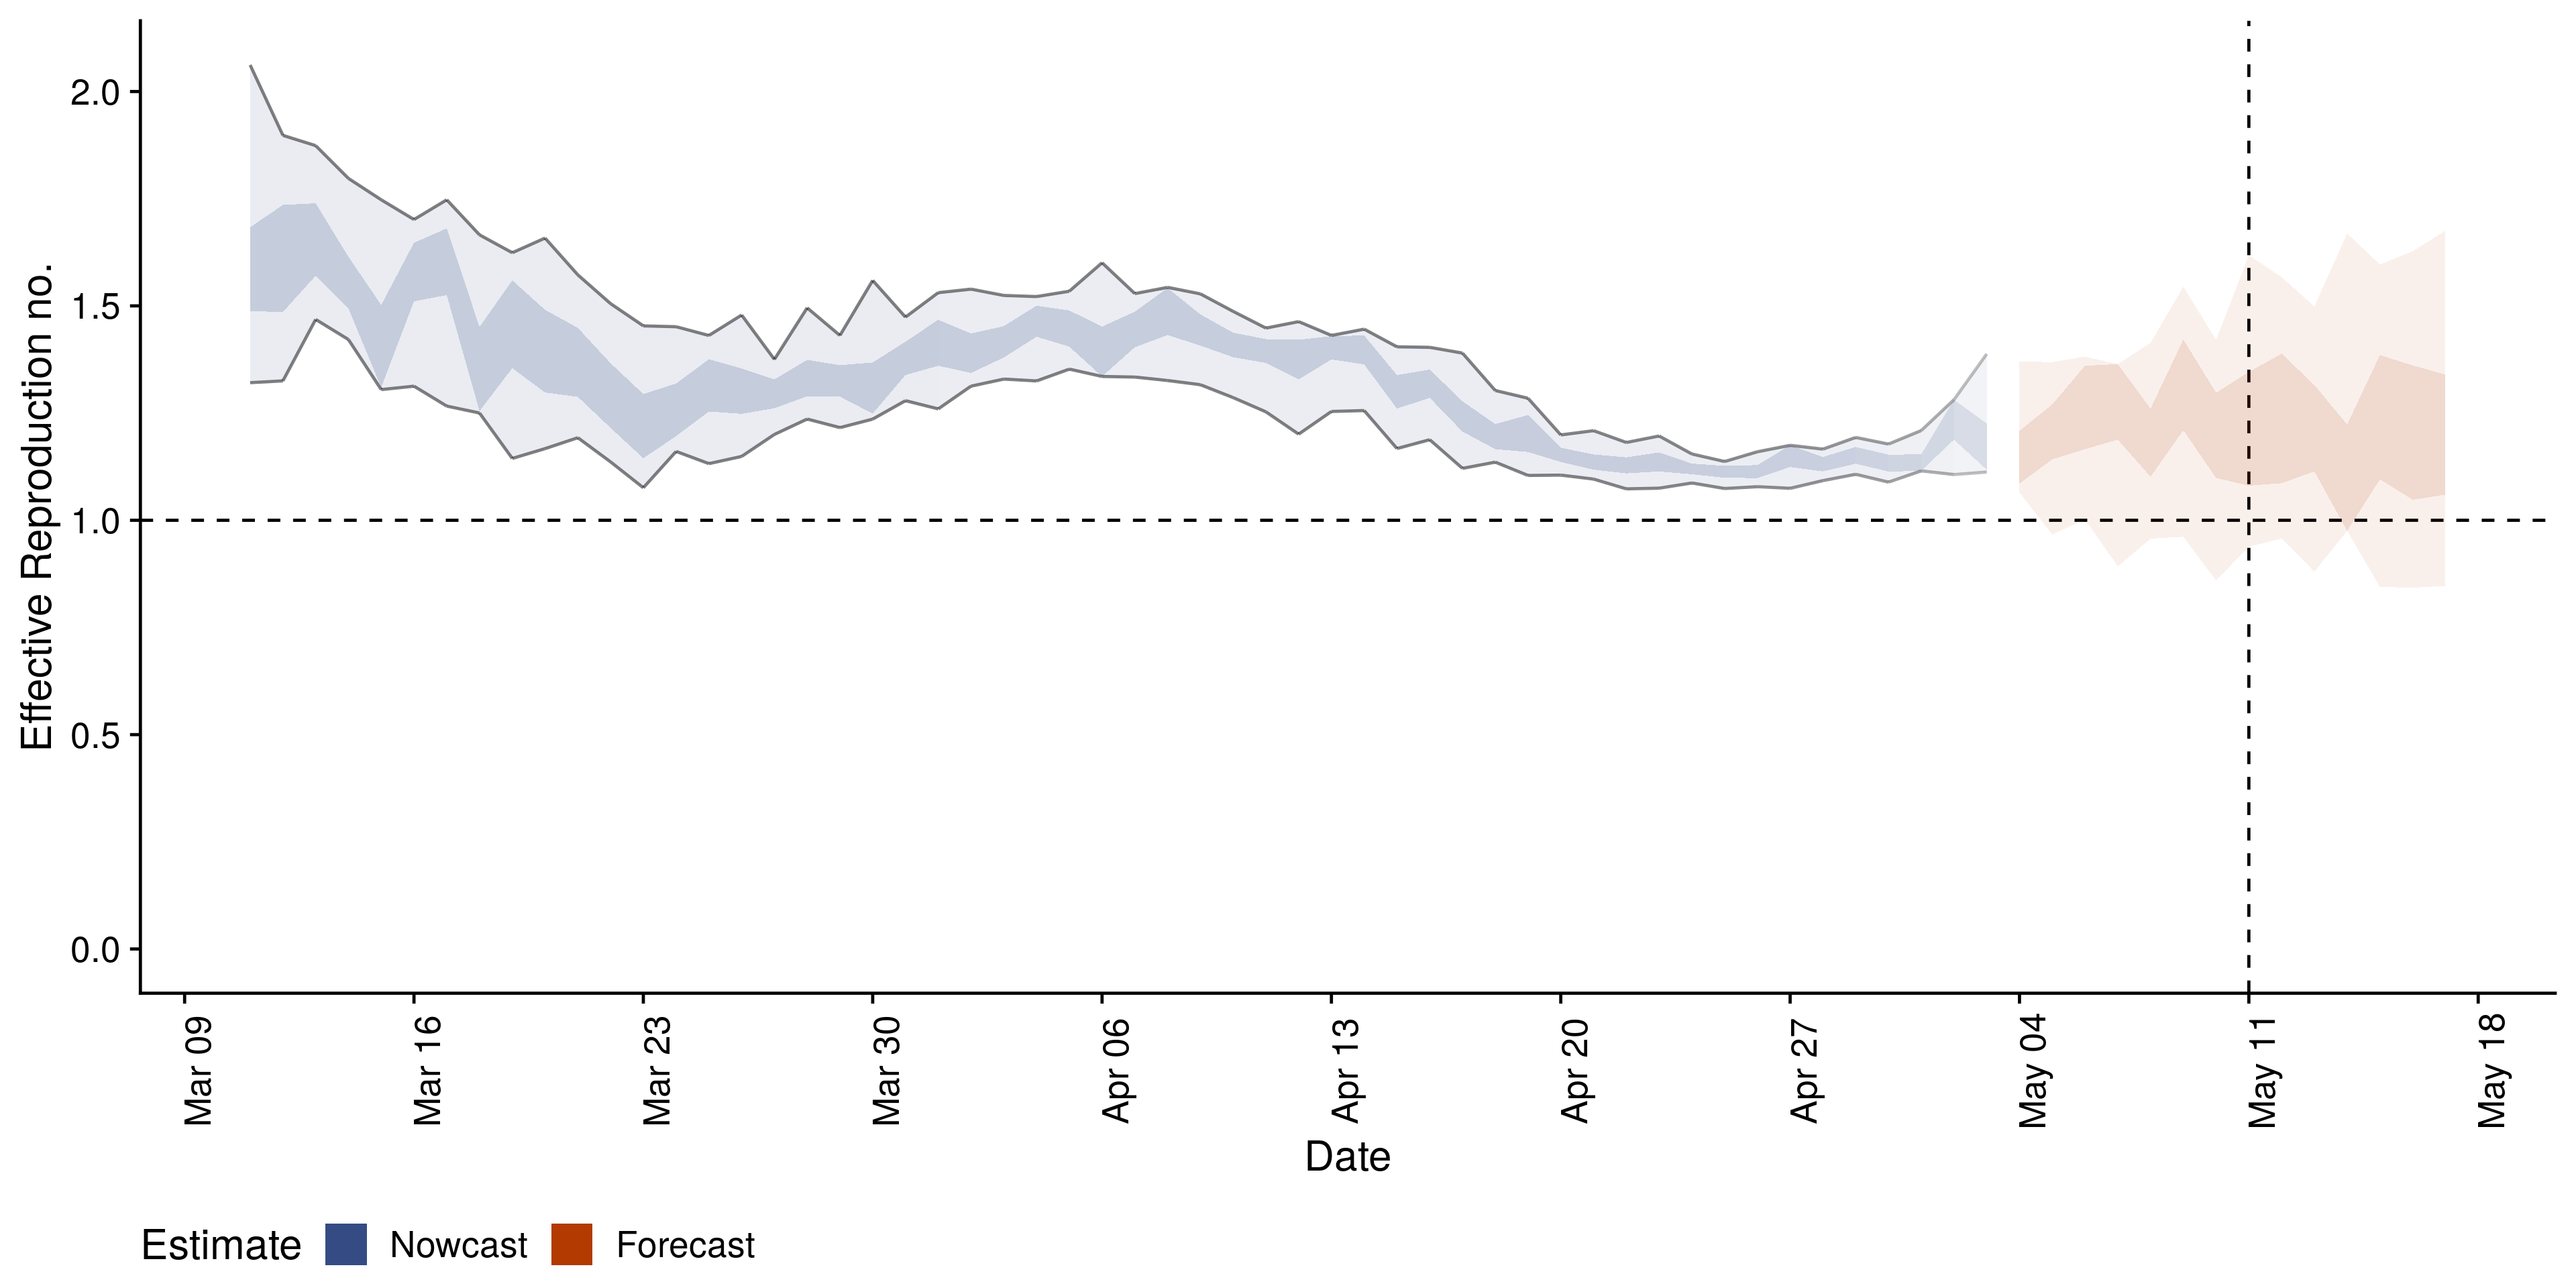 Effective Reproduction no.
2.0
1.5
1.0
0.5
0.0
Mar 09
Mar 16
Mar 23
Mar 30
Apr 06
Apr 13
Apr 20
Apr 27
May 04
May 11
May 18
Date
Estimate Nowcast Forecast